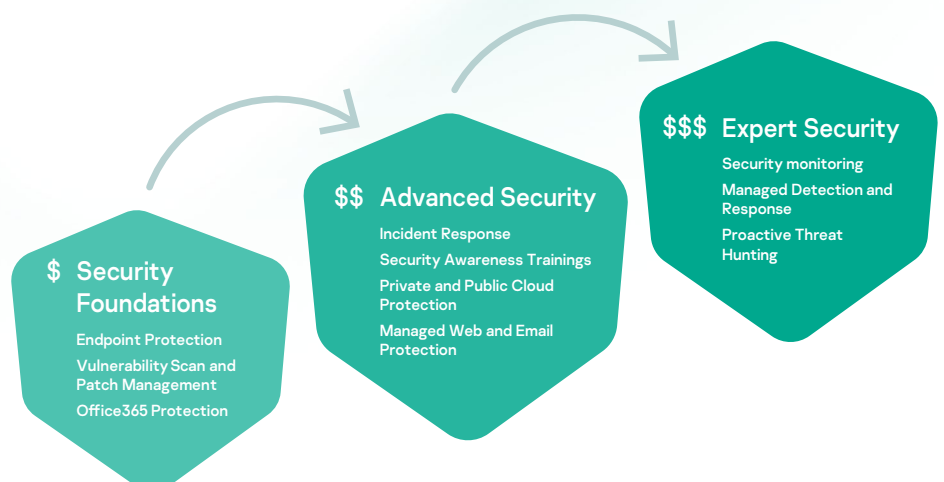 $ Security
Foundations
Endpoint Protection
Vulnerability Scan and
Patch Management
Office365 Protection
$$ Advanced Security
Incident Response
Security Awareness Trainings
Private and Public Cloud
Protection
Managed Web and Email
Protection
$$$ Expert Security
Security monitoring
Managed Detection and
Response
Proactive Threat
Hunting